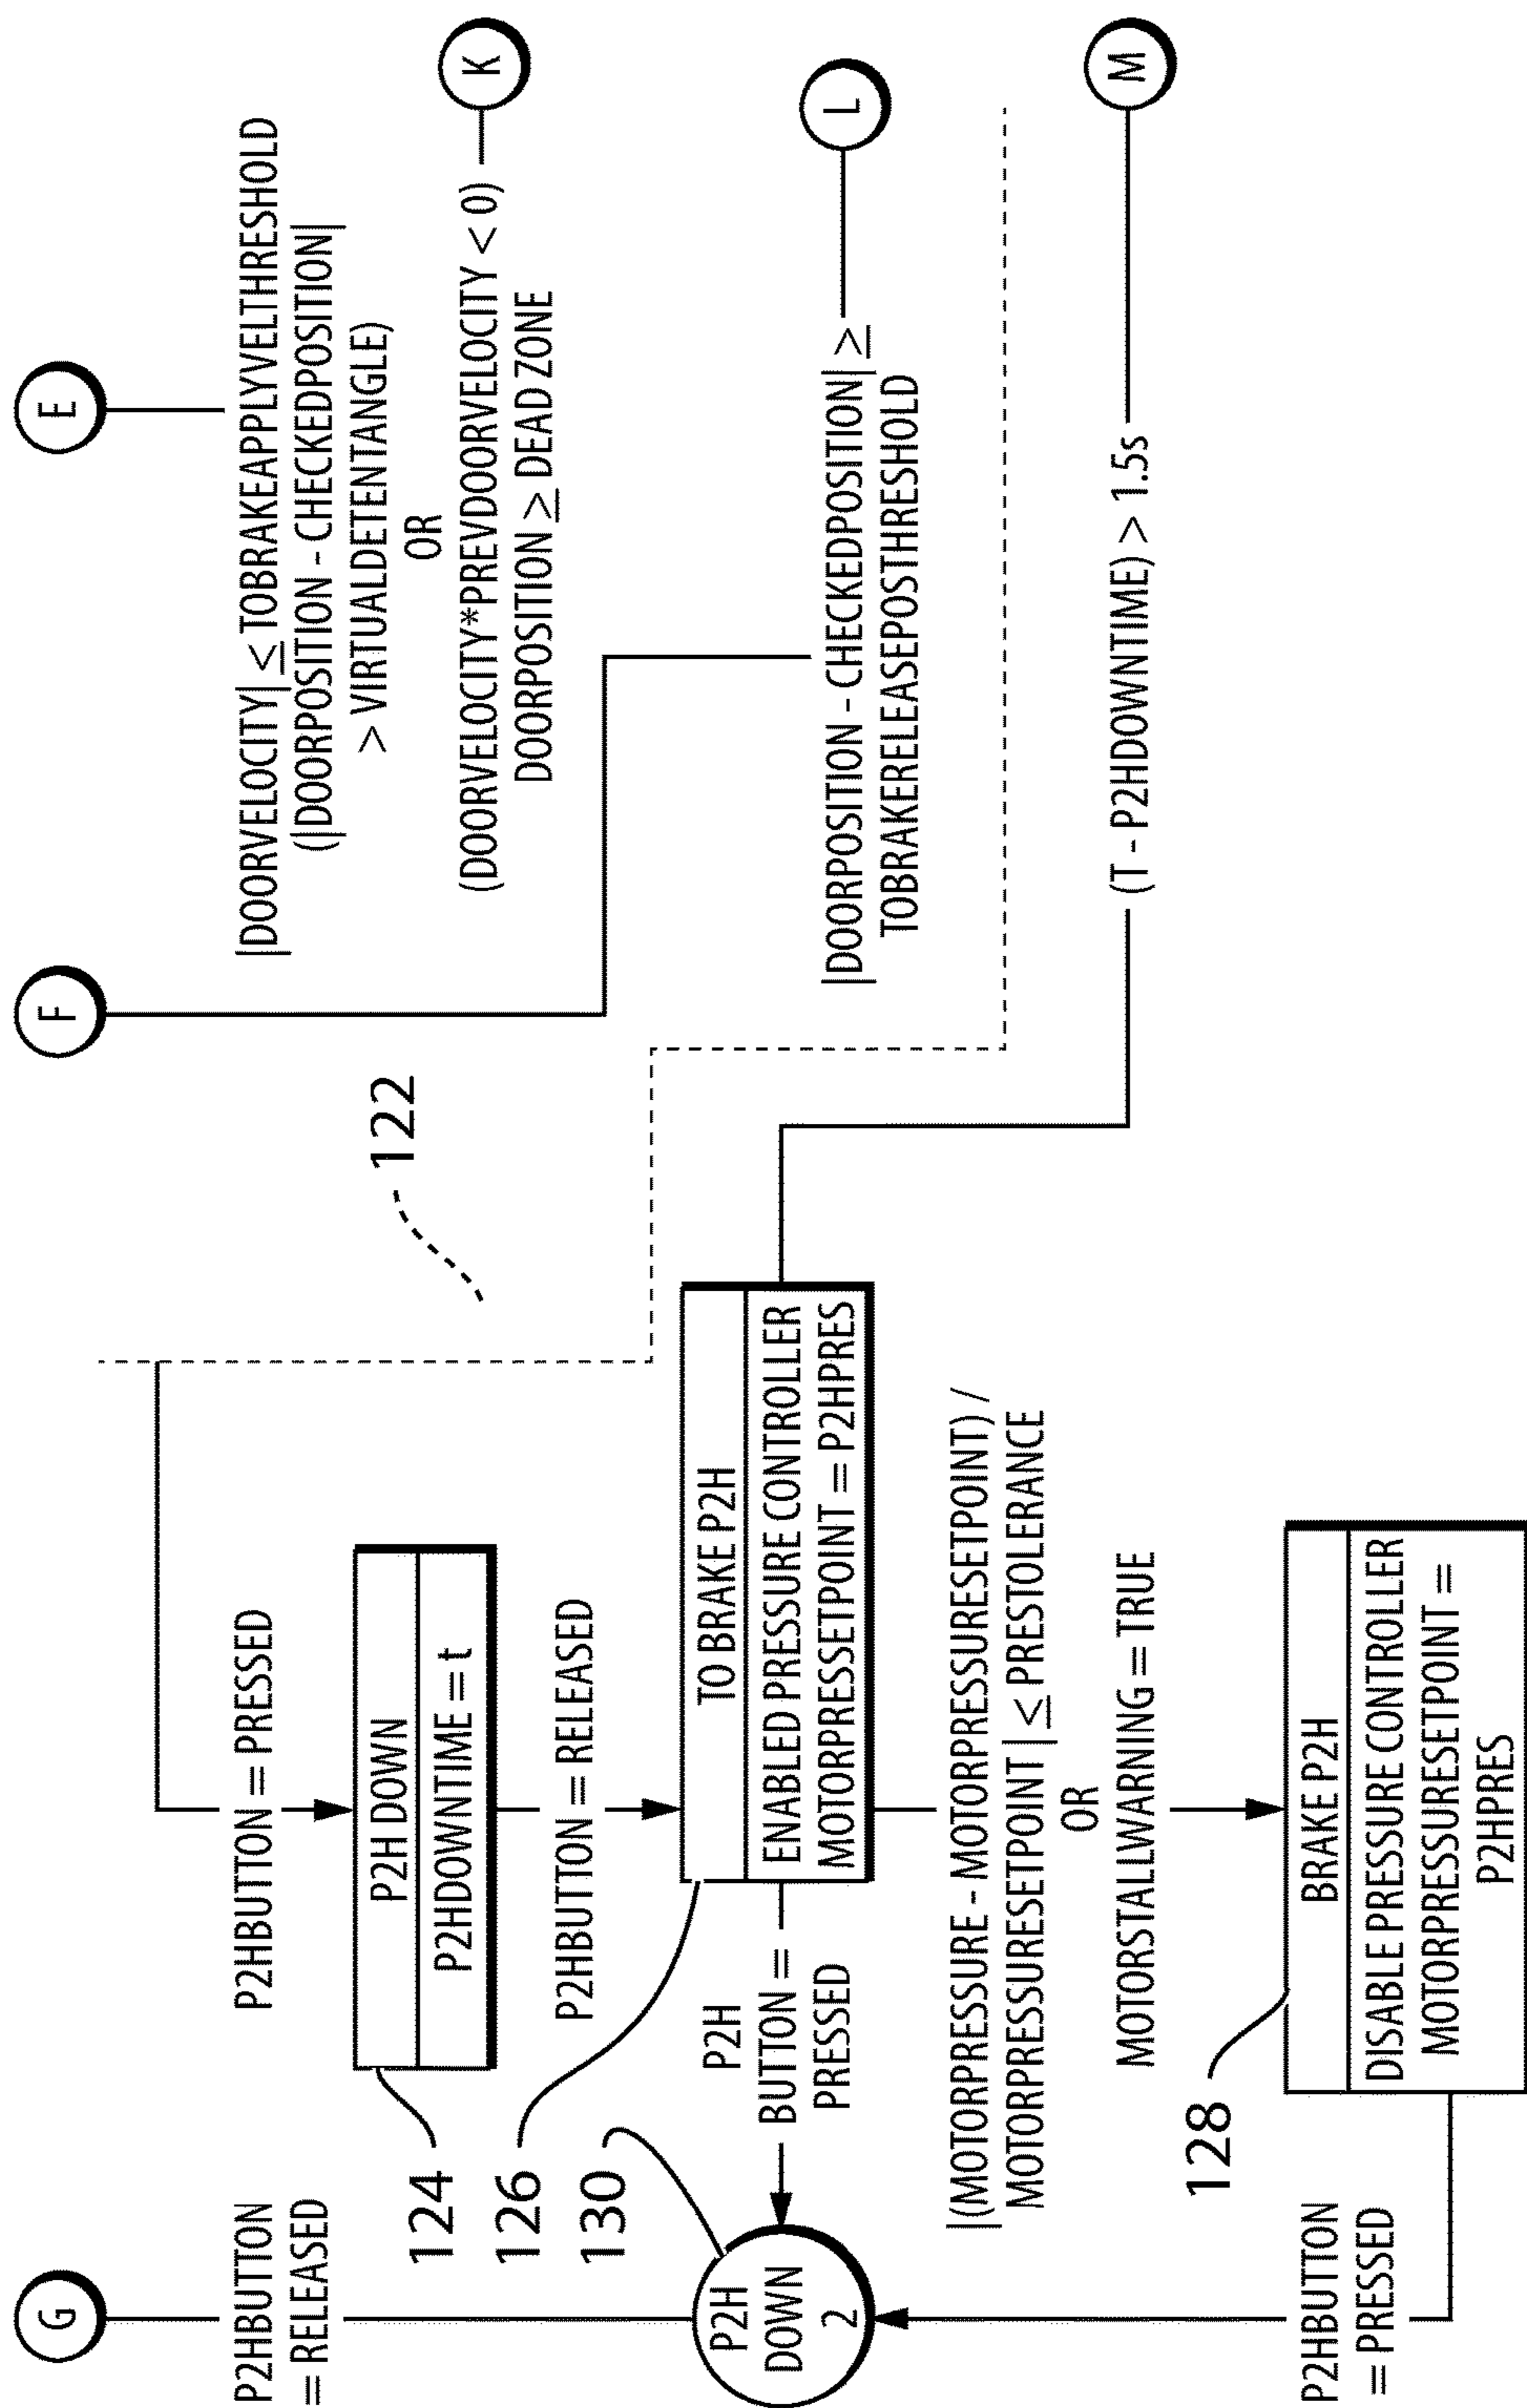 G
P2HBUTTON
= RELEASED
F
E
|DOORVELOCITY| ≤ TOBRAKEAPPLYVELTHRESHOLD
(|DOORPOSITION - CHECKEDPOSITION|
> VIRTUALDETENTANGLE)
OR
(DOORVELOCITY*PREVDOORVELOCITY < 0)
DOORPOSITION ≥ DEAD ZONE
K
P2HBUTTON = PRESSED
122
124
P2H DOWN
P2HDOWNTIME = t
126
P2HBUTTON = RELEASED
130
P2H
DOWN
2
P2H
BUTTON =
PRESSED
TO BRAKE P2H
ENABLED PRESSURE CONTROLLER
MOTORPRESSETPOINT = P2HPRES
|DOORPOSITION - CHECKEDPOSITION| ≥
TOBRAKERELEASEPOSTHRESHOLD
L
|(MOTORPRESSURE - MOTORPRESSURESETPOINT) /
MOTORPRESSURESETPOINT | ≤ PRESTOLERANCE
OR
MOTORSTALLWARNING = TRUE
(T - P2HDOWNTIME) > 1.5s
M
128
P2HBUTTON
= PRESSED
BRAKE P2H
DISABLE PRESSURE CONTROLLER
MOTORPRESSURESETPOINT =
P2HPRES